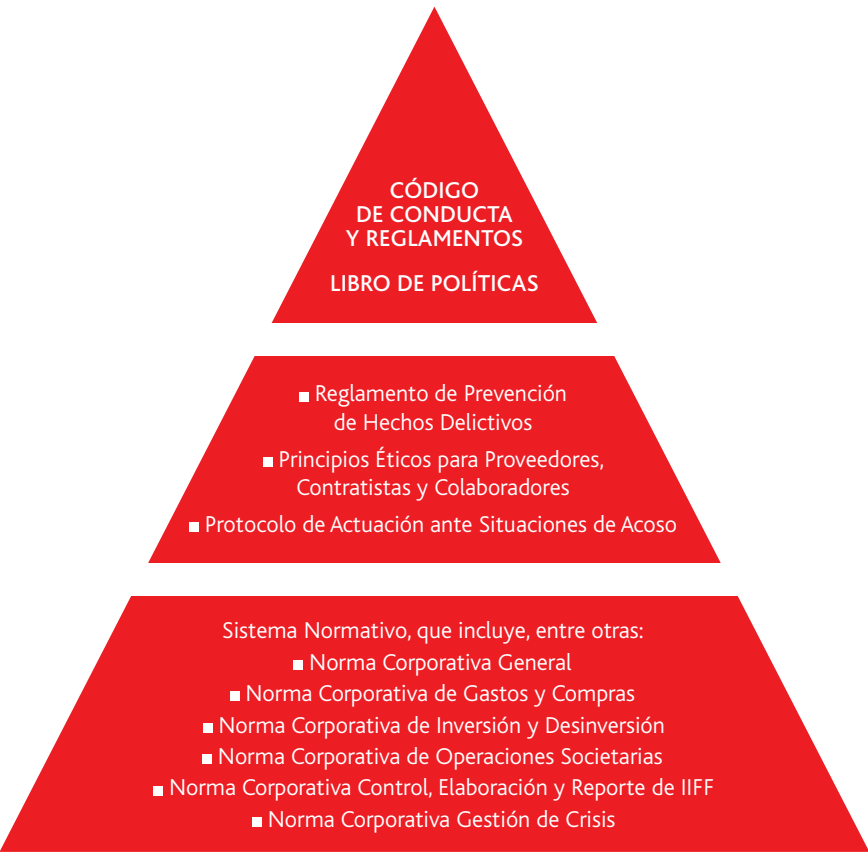 CÓDIGO
DE CONDUCTA
Y REGLAMENTOS
LIBRO DE POLÍTICAS
■ Reglamento de Prevención
de Hechos Delictivos
■ Principios Éticos para Proveedores,
Contratistas y Colaboradores
■ Protocolo de Actuación ante Situaciones de Acoso
Sistema Normativo, que incluye, entre otras:
■ Norma Corporativa General
■ Norma Corporativa de Gastos y Compras
■ Norma Corporativa de Inversión y Desinversión
■ Norma Corporativa de Operaciones Societarias
■ Norma Corporativa Control, Elaboración y Reporte de IIFF
■ Norma Corporativa Gestión de Crisis